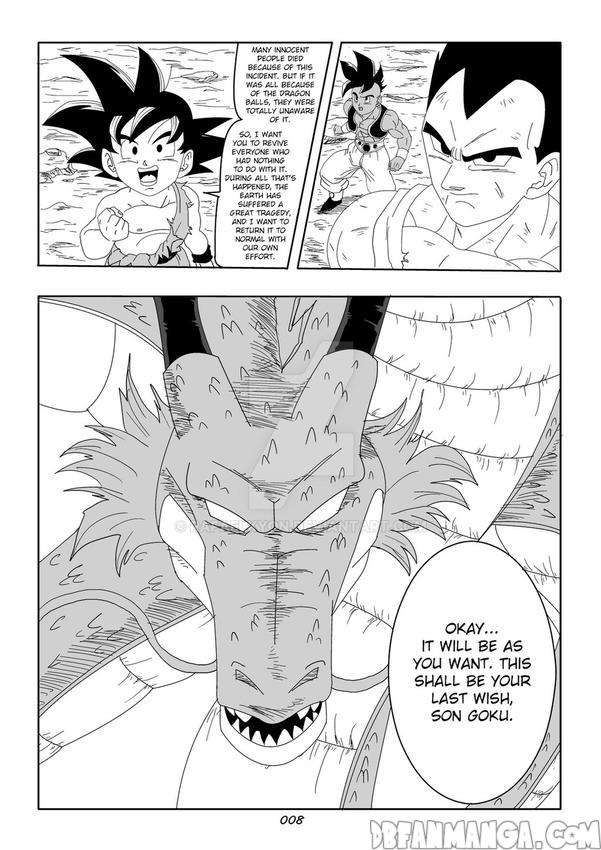 MANY INNOCENT
PEOPLE DIED
BECAUSE OF THIS
INCIDENT. BUT IF IT
WAS ALL BECAUSE
OF THE DRAGON
BALLS, THEY WERE
TOTALLY UNAWARE
OF IT.
SO, I WANT
YOU TO REVIVE
EVERYONE
WHO HAD
NOTHING
TO DO WITH IT.
DURING ALL THAT'S
HAPPENED, THE
EARTH HAS
SUFFERED A
GREAT TRAGEDY,
AND I WANT TO
RETURN IT TO
NORMAL WITH
OUR OWN
EFFORT.
OKAY...
IT WILL BE AS
YOU WANT. THIS
SHALL BE YOUR
LAST WISH,
SON GOKU.
008
DBFANMANGA.COM